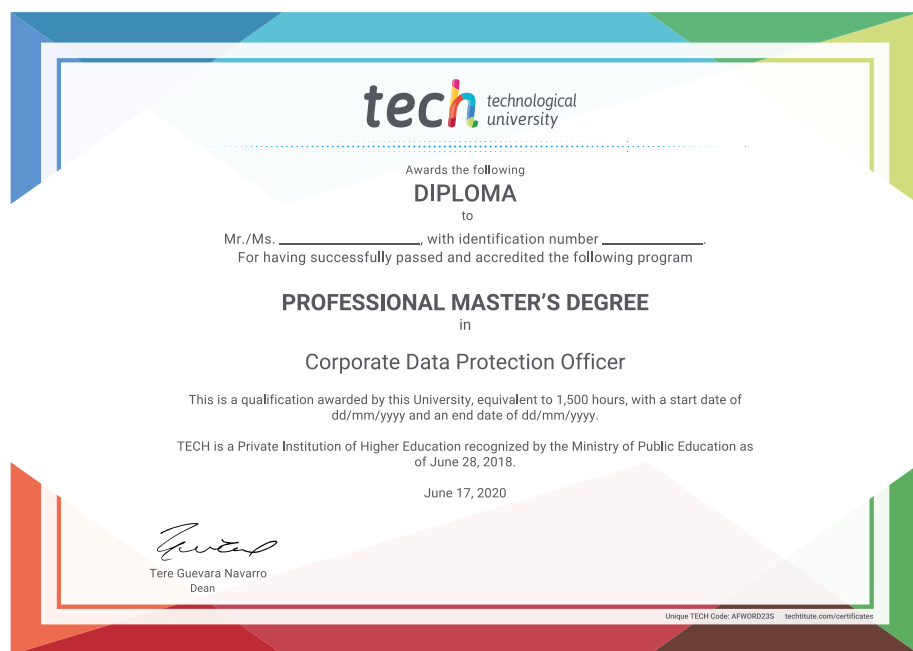 tech technological
university
Awards the following
DIPLOMA
to
Mr./Ms. ____________, with identification number ____________.
For having successfully passed and accredited the following program
PROFESSIONAL MASTER'S DEGREE
in
Corporate Data Protection Officer
This is a qualification awarded by this University, equivalent to 1,500 hours, with a start date of
dd/mm/yyyy and an end date of dd/mm/yyyy.
TECH is a Private Institution of Higher Education recognized by the Ministry of Public Education as
of June 28, 2018.
June 17, 2020
Tere Guevara Navarro
Dean
Unique TECH Code: AFWORD23S techtitute.com/certificates